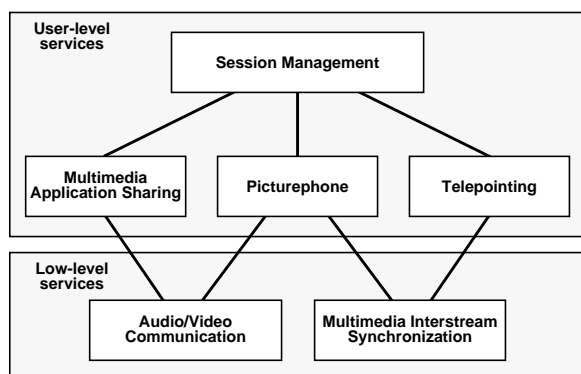 User-level
services
Session Management
Multimedia
Application Sharing
Picturephone
Telepointing
Low-level
services
Audio/Video
Communication
Multimedia Interstream
Synchronization